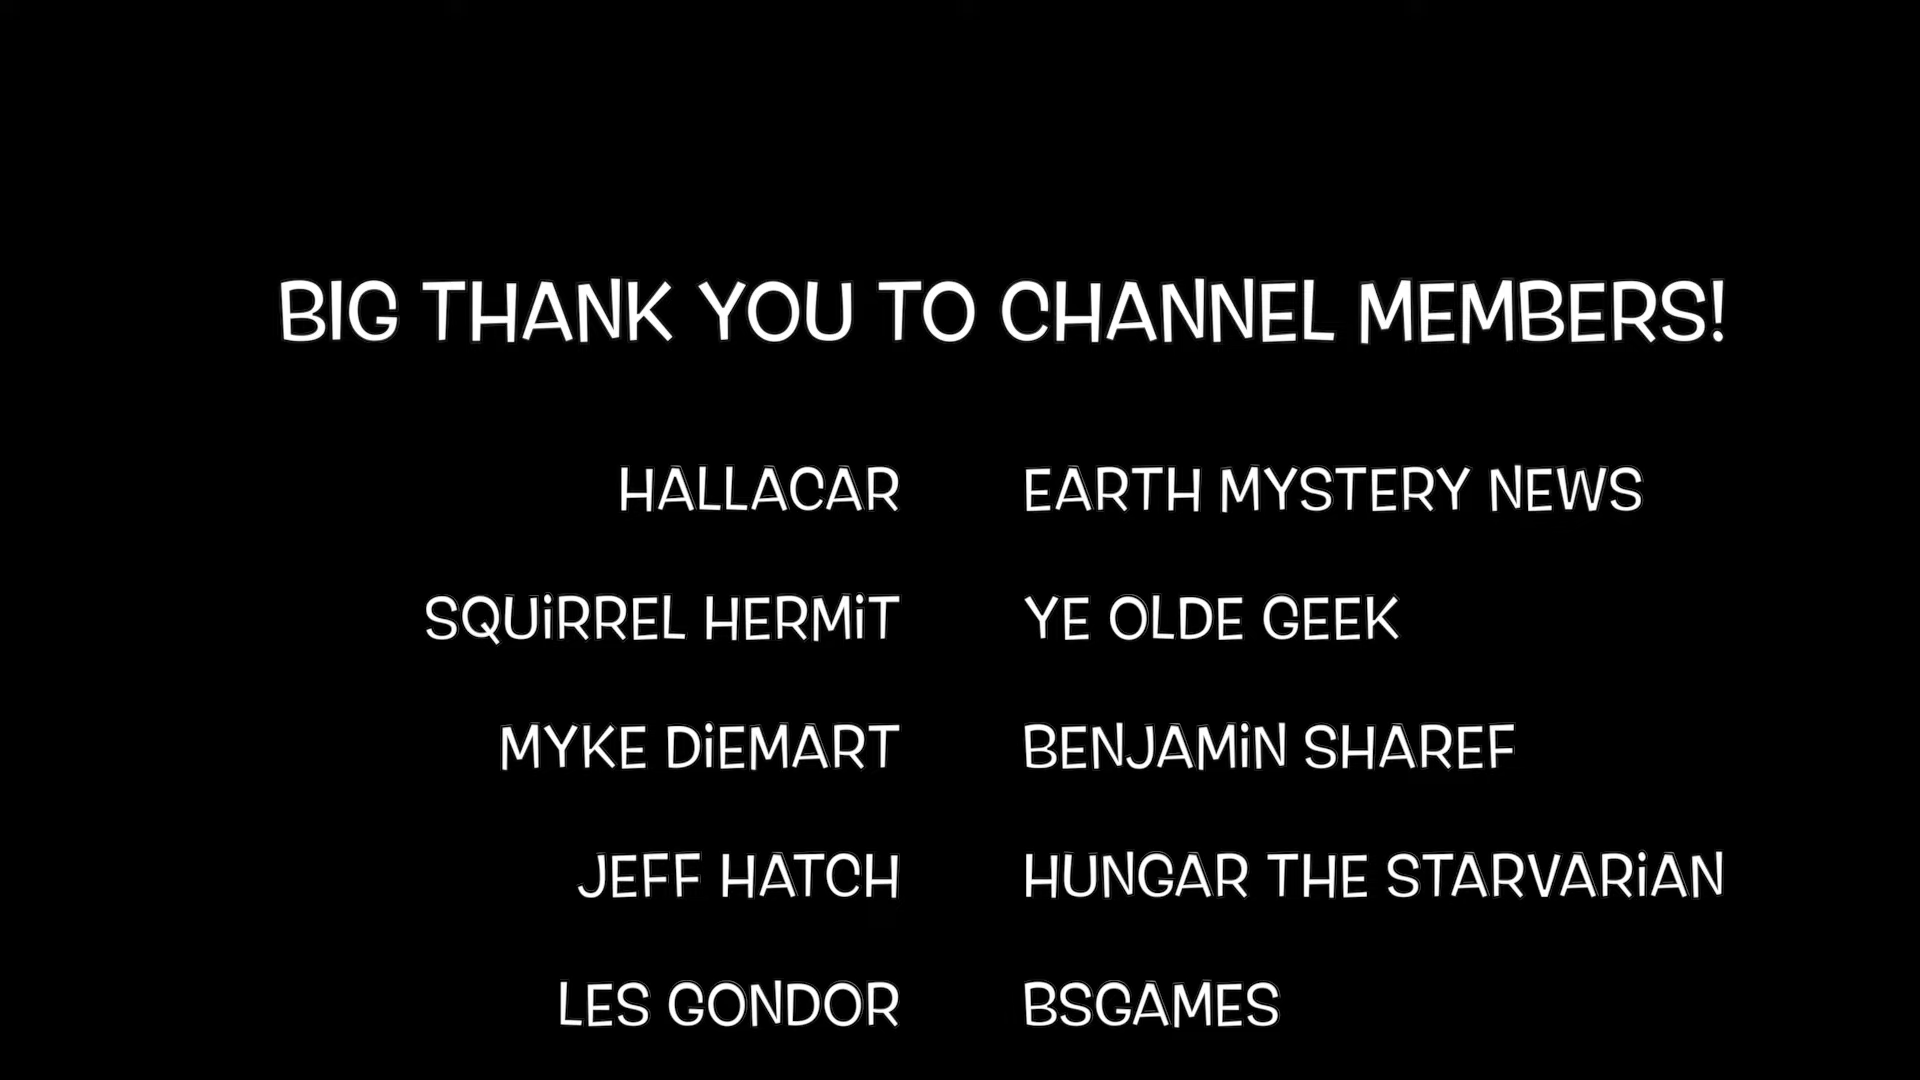 BIG THANK YOU TO CHANNEL MEMBERS!
HALLACAR EARTH MYSTERY NEWS
SQUiRREL HERMiT YE OLDE GEEK
MYKE DiEMART BENJAMiN SHAREF
JEFF HATCH HUNGAR THE STARVARiAN
LES GONDOR BSGAMES